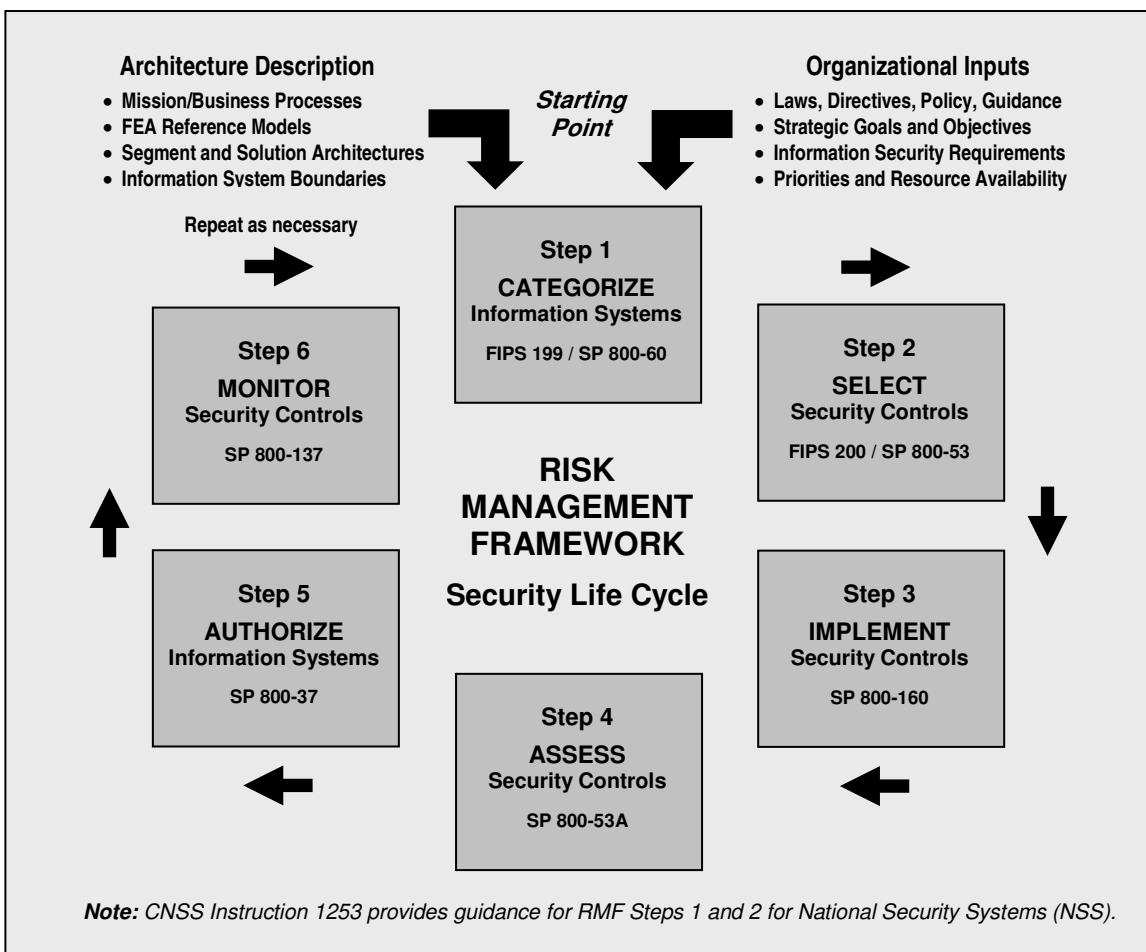 Architecture Description
• Mission/Business Processes
• FEA Reference Models
• Segment and Solution Architectures
• Information System Boundaries
Starting
Point
Organizational Inputs
• Laws, Directives, Policy, Guidance
• Strategic Goals and Objectives
• Information Security Requirements
• Priorities and Resource Availability
Repeat as necessary
Step 1
CATEGORIZE
Information Systems
FIPS 199 / SP 800-60
Step 2
SELECT
Security Controls
FIPS 200 / SP 800-53
Step 3
IMPLEMENT
Security Controls
SP 800-160
Step 4
ASSESS
Security Controls
SP 800-53A
Step 5
AUTHORIZE
Information Systems
SP 800-37
Step 6
MONITOR
Security Controls
SP 800-137
RISK
MANAGEMENT
FRAMEWORK
Security Life Cycle
Note: CNSS Instruction 1253 provides guidance for RMF Steps 1 and 2 for National Security Systems (NSS).